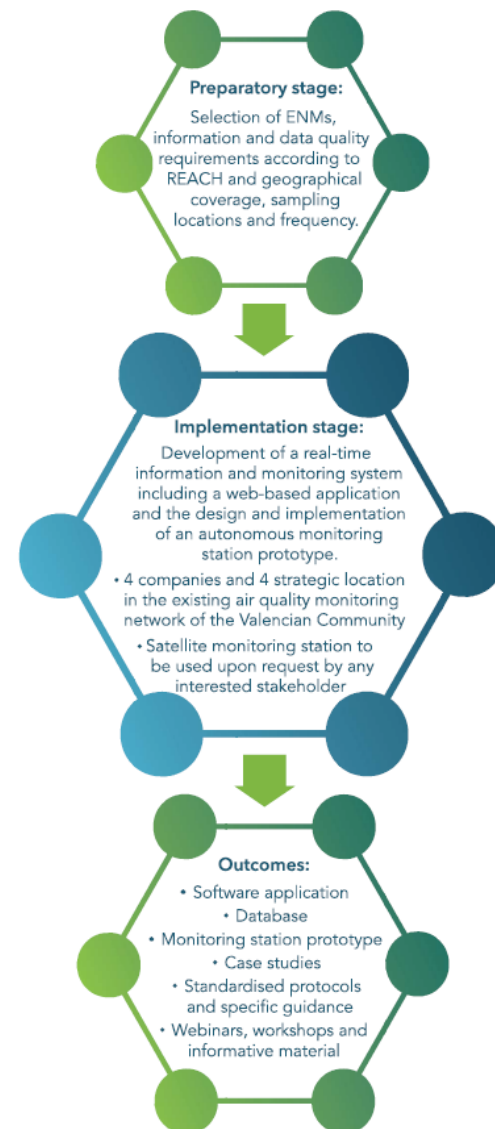 Preparatory stage:
Selection of ENMs,
information and data quality
requirements according to
REACH and geographical
coverage, sampling
locations and frequency.
Implementation stage:
Development of a real-time
information and monitoring system
including a web-based application
and the design and implementation
of an autonomous monitoring
station prototype.
• 4 companies and 4 strategic location
in the existing air quality monitoring
network of the Valencian Community
• Satellite monitoring station to
be used upon request by any
interested stakeholder
Outcomes:
• Software application
• Database
• Monitoring station prototype
• Case studies
• Standardised protocols
and specific guidance
• Webinars, workshops and
informative material